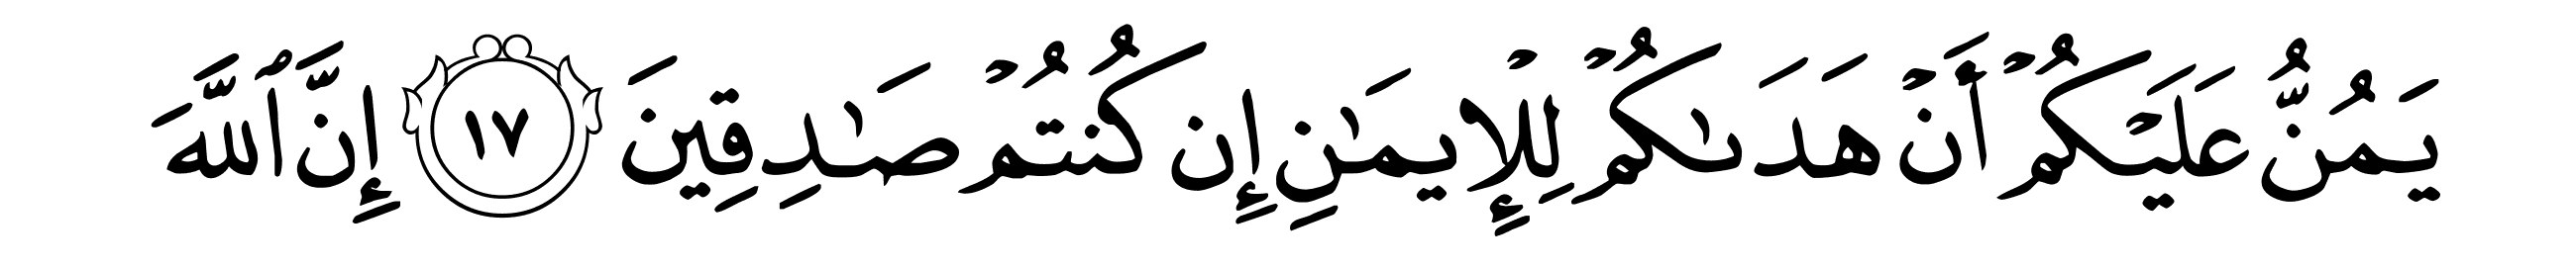 يَمُنُّ عَلَيۡكُمۡ أَنۡ هَدَىٰكُمۡ لِلۡإِيمَـٰنِ إِن كُنتُمۡ صَـٰدِقِينَ ١٧ إِنَّ ٱللَّهَ